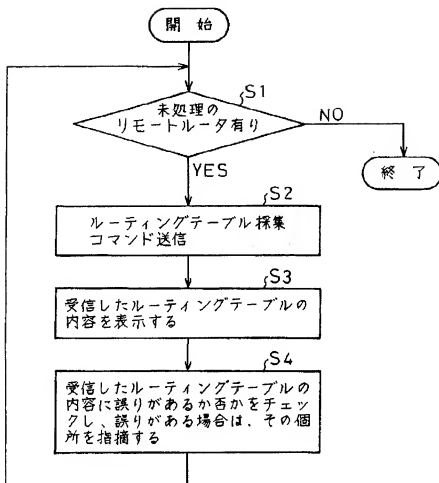 開始
S1
未処理の
リモートルータ有り
NO
YES
終了
S2
ルーティングテーブル採集
コマンド送信
S3
受信したルーティングテーブルの
内容を表示する
S4
受信したルーティングテーブルの
内容に誤りがあるか否かをチェッ
クし、誤りがある場合は、その個
所を指摘する